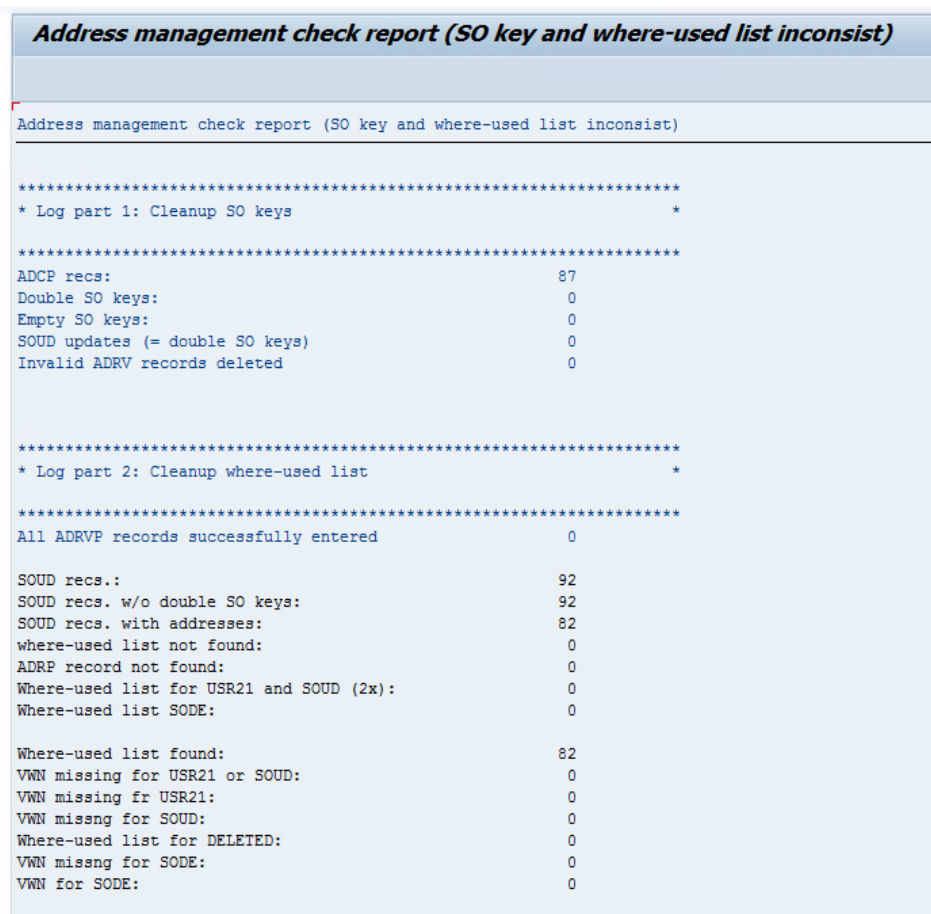 Address management check report (SO key and where-used list inconsist)
Address management check report (SO key and where-used list inconsist)
**********************************************************************
* Log part 1: Cleanup SO keys *
**********************************************************************
ADCP recs: 87
Double SO keys: 0
Empty SO keys: 0
SOUD updates (= double SO keys) 0
Invalid ADRV records deleted 0
**********************************************************************
* Log part 2: Cleanup where-used list *
**********************************************************************
All ADRVP records successfully entered 0
SOUD recs.: 92
SOUD recs. w/o double SO keys: 92
SOUD recs. with addresses: 82
where-used list not found: 0
ADRP record not found: 0
Where-used list for USR21 and SOUD (2x): 0
Where-used list SODE: 0
Where-used list found: 82
VWN missing for USR21 or SOUD: 0
VWN missing fr USR21: 0
VWN missng for SOUD: 0
Where-used list for DELETED: 0
VWN missng for SODE: 0
VWN for SODE: 0